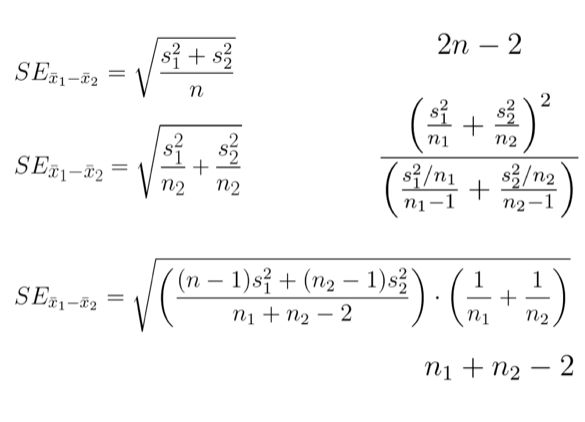 $SE_{\bar{x}_1-\bar{x}_2} = \sqrt{\frac{s_1^2 + s_2^2}{n}}$
$2n - 2$
$SE_{\bar{x}_1-\bar{x}_2} = \sqrt{\frac{s_1^2}{n_2} + \frac{s_2^2}{n_2}}$
$\frac{\left(\frac{s_1^2}{n_1} + \frac{s_2^2}{n_2}\right)^2}{\left(\frac{s_1^2/n_1}{n_1-1} + \frac{s_2^2/n_2}{n_2-1}\right)}$
$SE_{\bar{x}_1-\bar{x}_2} = \sqrt{\left(\frac{(n-1)s_1^2 + (n_2-1)s_2^2}{n_1+n_2-2}\right) \cdot \left(\frac{1}{n_1} + \frac{1}{n_2}\right)}$
$n_1 + n_2 - 2$